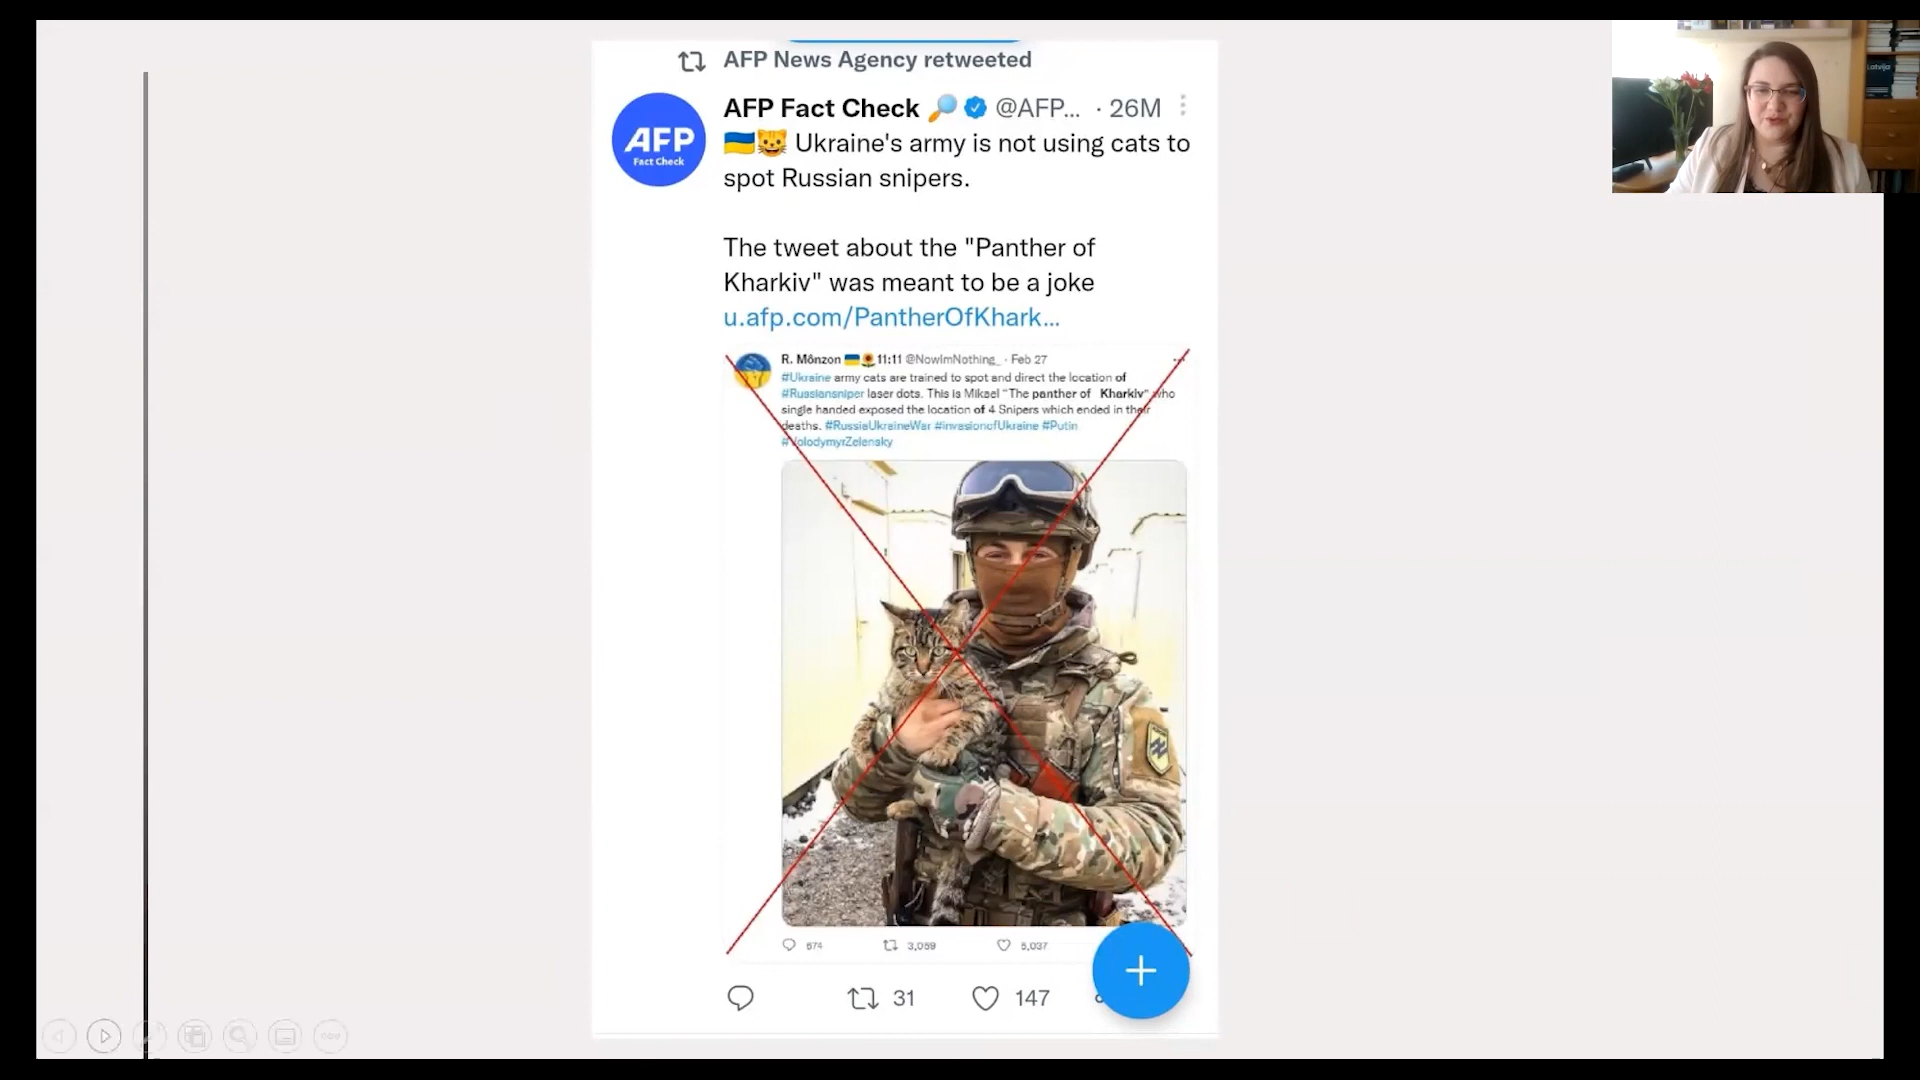 AFP News Agency retweeted
AFP Fact Check 🔎 @AFP... · 26M
AFP
Fact Check
🇺🇦😺 Ukraine's army is not using cats to
spot Russian snipers.
The tweet about the "Panther of
Kharkiv" was meant to be a joke
u.afp.com/PantherOfKhark...
R. Mônzon 🇺🇦🌻11:11 @NowImNothing_ · Feb 27
#Ukraine army cats are trained to spot and direct the location of
#Russiansniper laser dots. This is Mikael "The panther of Kharkiv" who
single handed exposed the location of 4 Snipers which ended in their
deaths. #RussiaUkraineWar #invasionofUkraine #Putin
#VolodymyrZelensky
674 3,059 5,037
31 147
Latvija